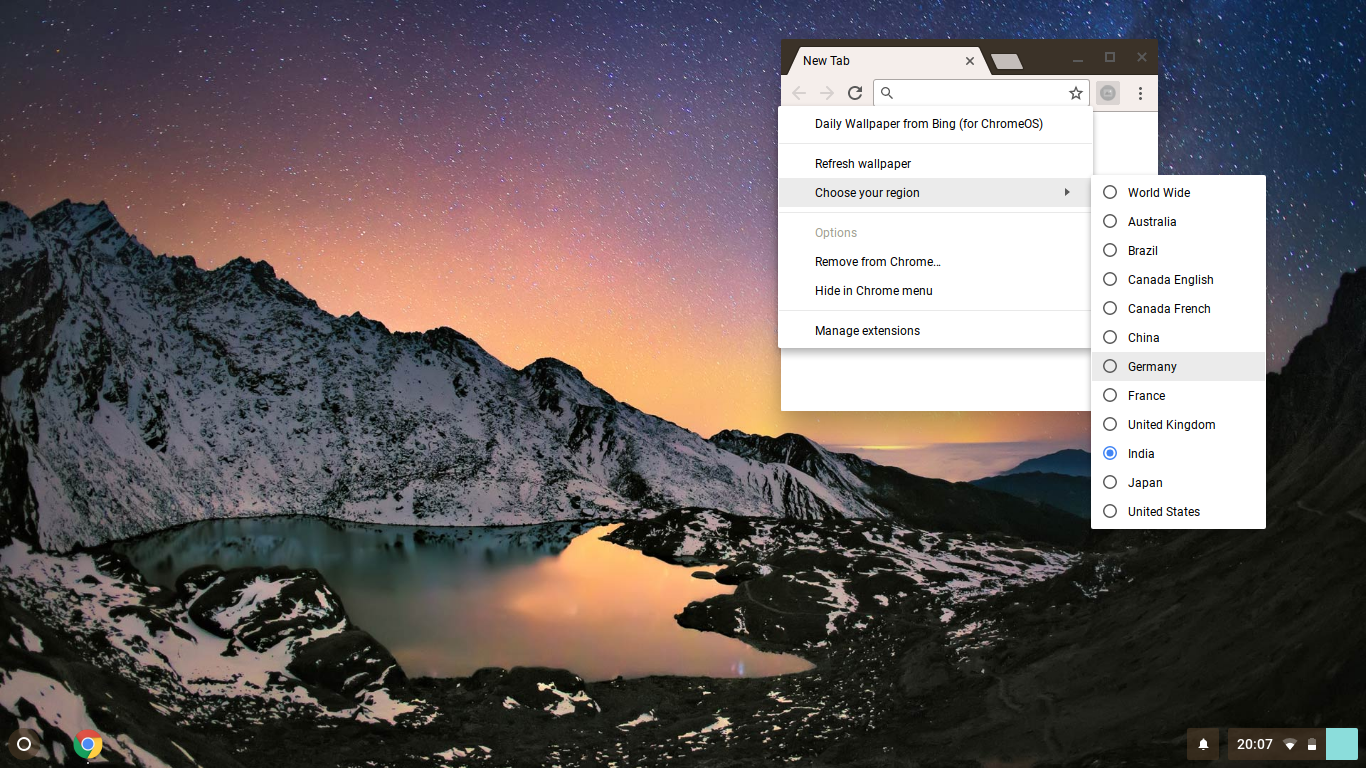 New Tab
Daily Wallpaper from Bing (for ChromeOS)
Refresh wallpaper
Choose your region
Options
Remove from Chrome...
Hide in Chrome menu
Manage extensions
World Wide
Australia
Brazil
Canada English
Canada French
China
Germany
France
United Kingdom
India
Japan
United States
20:07